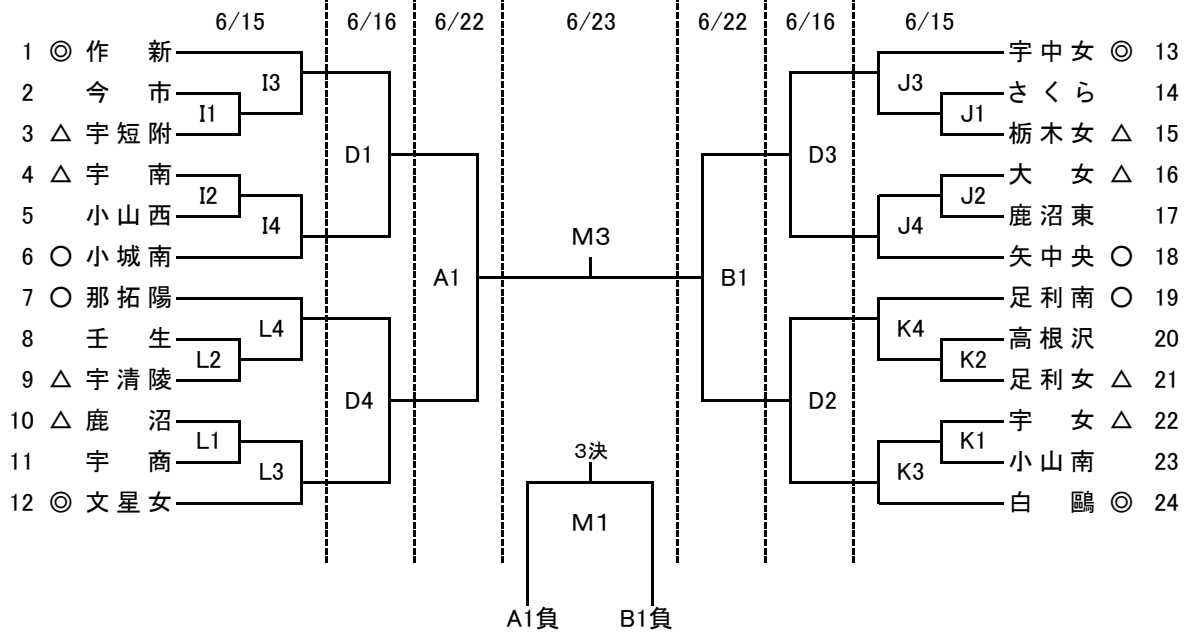 6/15 6/16 6/22 6/23 6/22 6/16 6/15
1 ◎ 作 新 宇中女 ◎ 13
I3 J3
2 今 市 さくら 14
I1 J1
3 △ 宇短附 栃木女 △ 15
D1 D3
4 △ 宇 南 大 女 △ 16
I2 J2
5 小山西 鹿沼東 17
I4 J4
6 ○ 小城南 矢中央 ○ 18
M3
A1 B1
7 ○ 那拓陽 足利南 ○ 19
L4 K4
8 壬 生 高根沢 20
L2 K2
9 △ 宇清陵 足利女 △ 21
D4 D2
10 △ 鹿 沼 宇 女 △ 22
L1 K1
11 宇 商 小山南 23
L3 K3
3決
12 ◎ 文星女 白 鷗 ◎ 24
M1
A1負 B1負